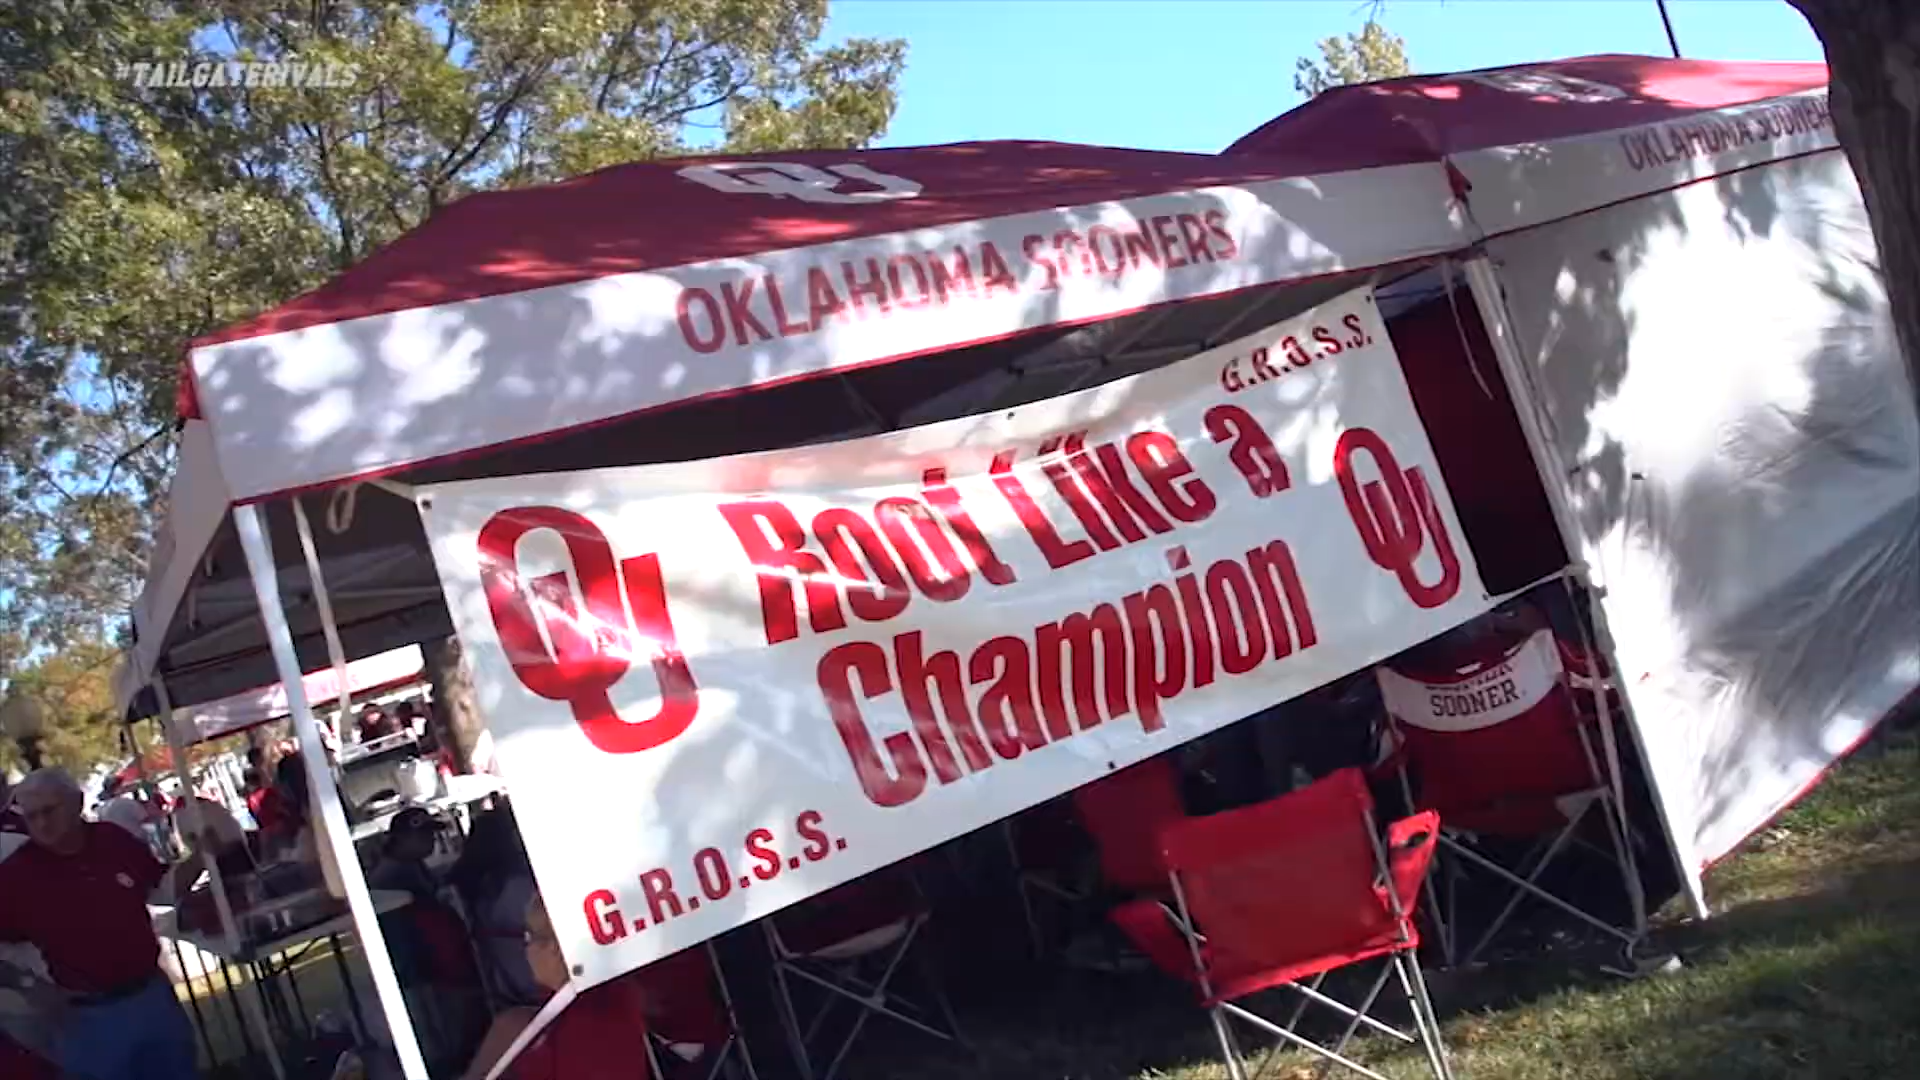 #TAILGATERIVALS
OU
OKLAHOMA SOONERS
OKLAHOMA SOONERS
G.R.O.S.S.
OU Root Like a OU
Champion
G.R.O.S.S.
SOONER